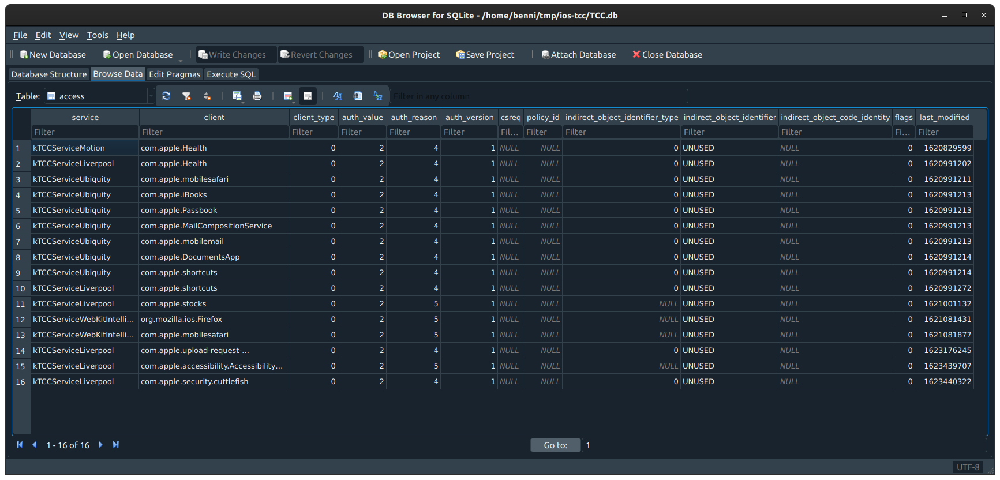 DB Browser for SQLite - /home/benni/tmp/ios-tcc/TCC.db
File Edit View Tools Help
New Database Open Database Write Changes Revert Changes Open Project Save Project Attach Database Close Database
Database Structure Browse Data Edit Pragmas Execute SQL
Table: access Filter in any column
service client client_type auth_value auth_reason auth_version csreq policy_id indirect_object_identifier_type indirect_object_identifier indirect_object_code_identity flags last_modified
Filter Filter Filter Filter Filter Filter Fil... Filter Filter Filter Filter Fi... Filter
1 kTCCServiceMotion com.apple.Health 0 2 4 1 NULL NULL 0 UNUSED NULL 0 1620829599
2 kTCCServiceLiverpool com.apple.Health 0 2 4 1 NULL NULL 0 UNUSED NULL 0 1620991202
3 kTCCServiceUbiquity com.apple.mobilesafari 0 2 4 1 NULL NULL 0 UNUSED NULL 0 1620991211
4 kTCCServiceUbiquity com.apple.iBooks 0 2 4 1 NULL NULL 0 UNUSED NULL 0 1620991213
5 kTCCServiceUbiquity com.apple.Passbook 0 2 4 1 NULL NULL 0 UNUSED NULL 0 1620991213
6 kTCCServiceUbiquity com.apple.MailCompositionService 0 2 4 1 NULL NULL 0 UNUSED NULL 0 1620991213
7 kTCCServiceUbiquity com.apple.mobilemail 0 2 4 1 NULL NULL 0 UNUSED NULL 0 1620991213
8 kTCCServiceUbiquity com.apple.DocumentsApp 0 2 4 1 NULL NULL 0 UNUSED NULL 0 1620991214
9 kTCCServiceUbiquity com.apple.shortcuts 0 2 4 1 NULL NULL 0 UNUSED NULL 0 1620991214
10 kTCCServiceLiverpool com.apple.shortcuts 0 2 4 1 NULL NULL 0 UNUSED NULL 0 1620991272
11 kTCCServiceLiverpool com.apple.stocks 0 2 5 1 NULL NULL NULL UNUSED NULL 0 1621001132
12 kTCCServiceWebKitIntelli... org.mozilla.ios.Firefox 0 2 5 1 NULL NULL NULL UNUSED NULL 0 1621081431
13 kTCCServiceWebKitIntelli... com.apple.mobilesafari 0 2 5 1 NULL NULL NULL UNUSED NULL 0 1621081877
14 kTCCServiceLiverpool com.apple.upload-request-... 0 2 4 1 NULL NULL 0 UNUSED NULL 0 1623176245
15 kTCCServiceLiverpool com.apple.accessibility.Accessibility... 0 2 5 1 NULL NULL NULL UNUSED NULL 0 1623439707
16 kTCCServiceLiverpool com.apple.security.cuttlefish 0 2 4 1 NULL NULL 0 UNUSED NULL 0 1623440322
1 - 16 of 16 Go to: 1
UTF-8